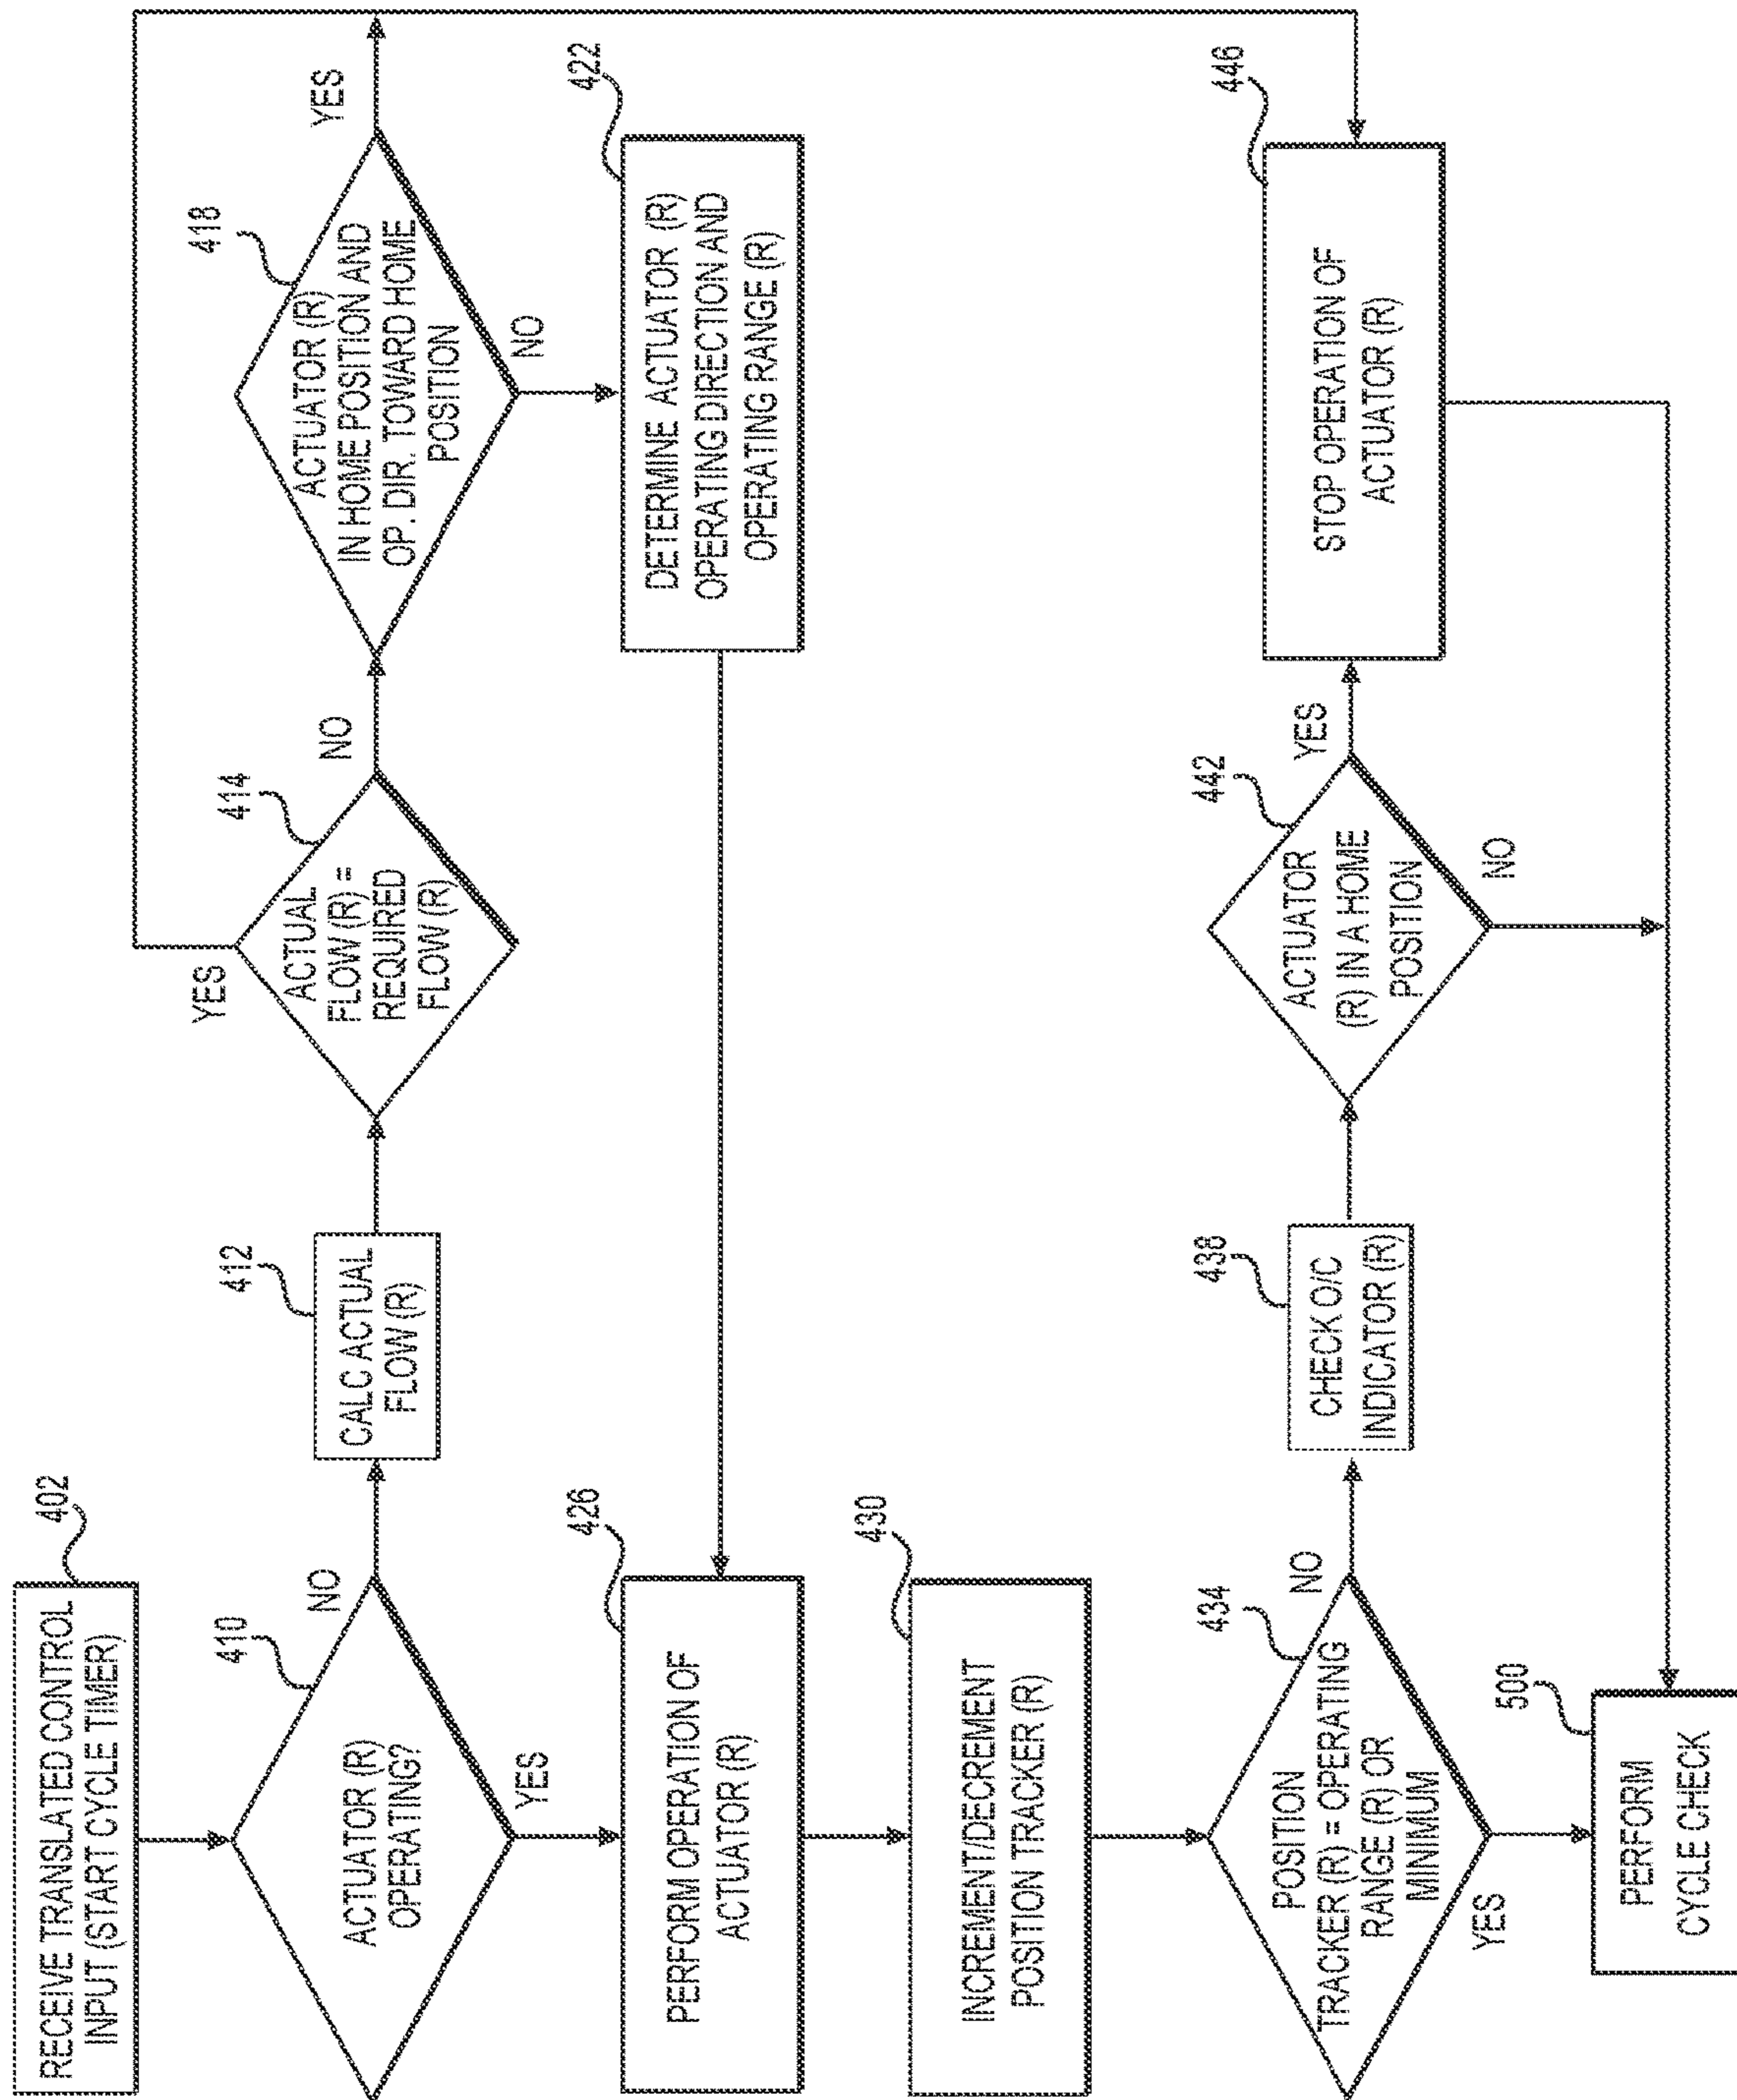 RECEIVE TRANSLATED CONTROL
INPUT (START CYCLE TIMER)
402
ACTUATOR (R)
OPERATING?
410
NO
YES
CALC ACTUAL
FLOW (R)
412
ACTUAL
FLOW (R) =
REQUIRED
FLOW (R)
414
YES
NO
ACTUATOR (R)
IN HOME POSITION AND
OP. DIR. TOWARD HOME
POSITION
418
YES
NO
DETERMINE ACTUATOR (R)
OPERATING DIRECTION AND
OPERATING RANGE (R)
422
PERFORM OPERATION OF
ACTUATOR (R)
426
INCREMENT/DECREMENT
POSITION TRACKER (R)
430
POSITION
TRACKER (R) = OPERATING
RANGE (R) OR
MINIMUM
434
NO
YES
CHECK O/C
INDICATOR (R)
438
ACTUATOR
(R) IN A HOME
POSITION
442
YES
NO
STOP OPERATION OF
ACTUATOR (R)
446
PERFORM
CYCLE CHECK
500